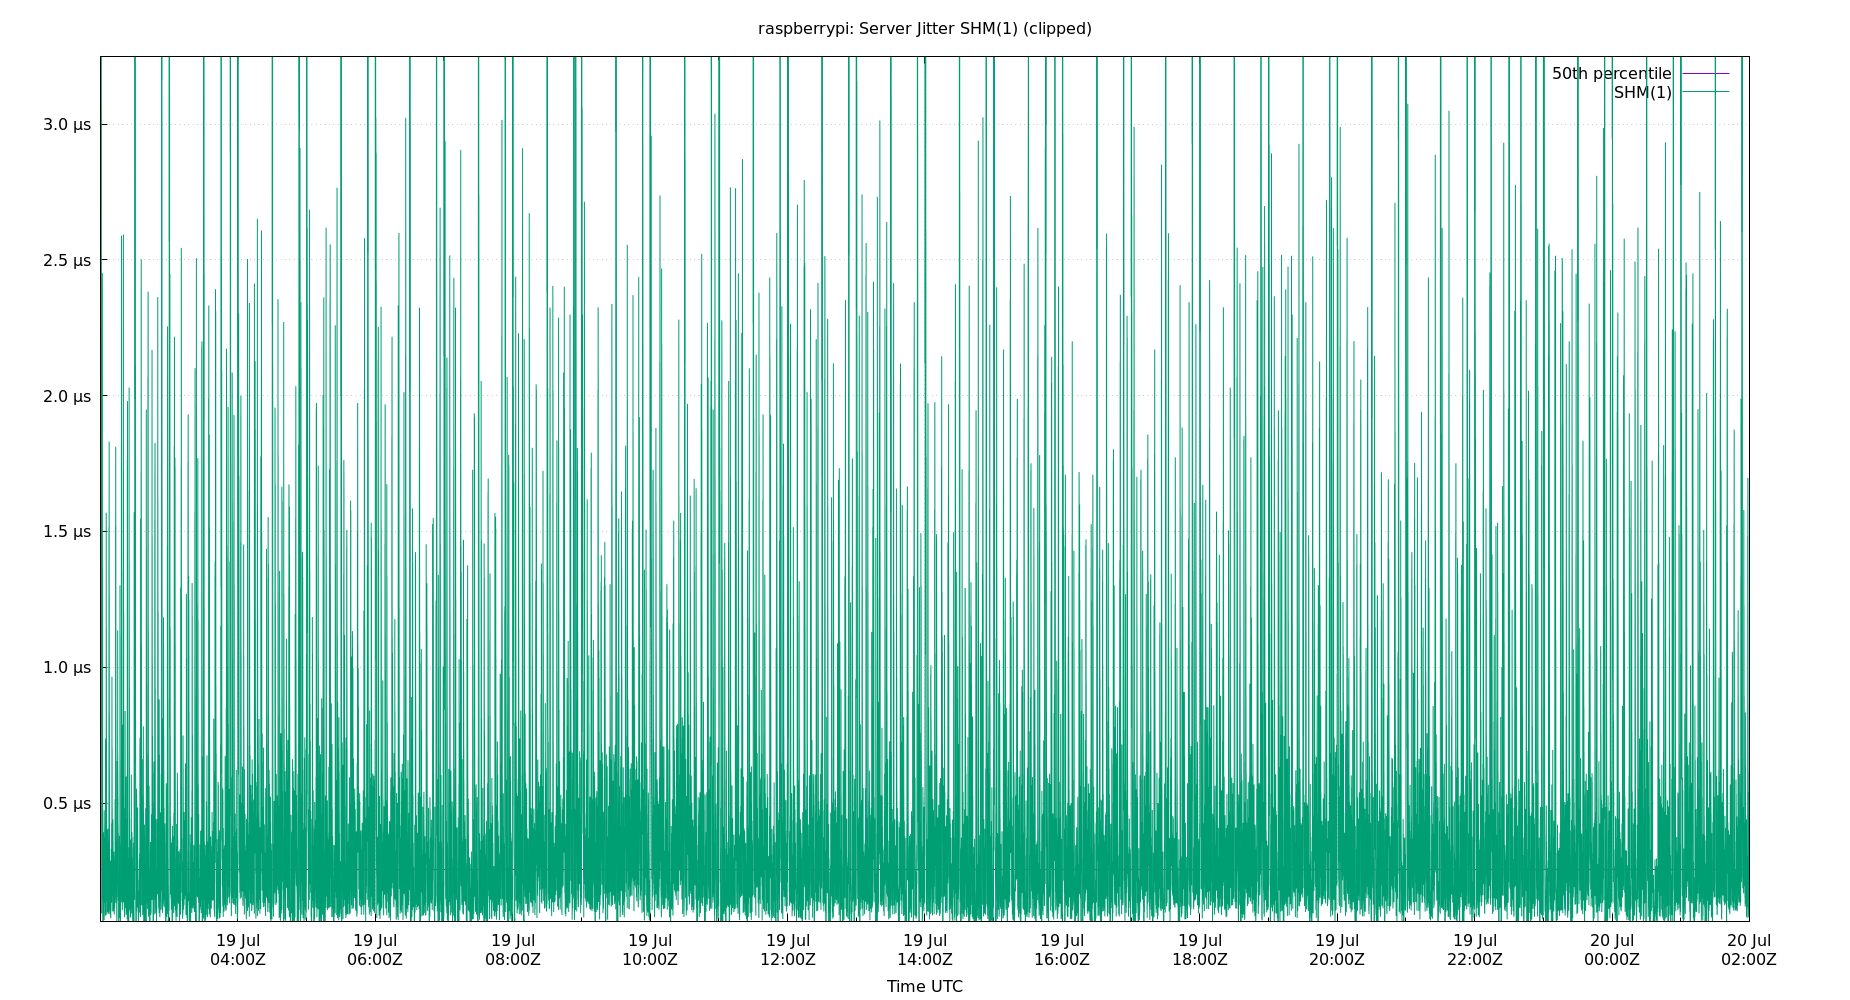 raspberrypi: Server Jitter SHM(1) (clipped)
50th percentile
SHM(1)
3.0 μs
2.5 μs
2.0 μs
1.5 μs
1.0 μs
0.5 μs
19 Jul 19 Jul 19 Jul 19 Jul 19 Jul 19 Jul 19 Jul 19 Jul 19 Jul 19 Jul 20 Jul 20 Jul
04:00Z 06:00Z 08:00Z 10:00Z 12:00Z 14:00Z 16:00Z 18:00Z 20:00Z 22:00Z 00:00Z 02:00Z
Time UTC